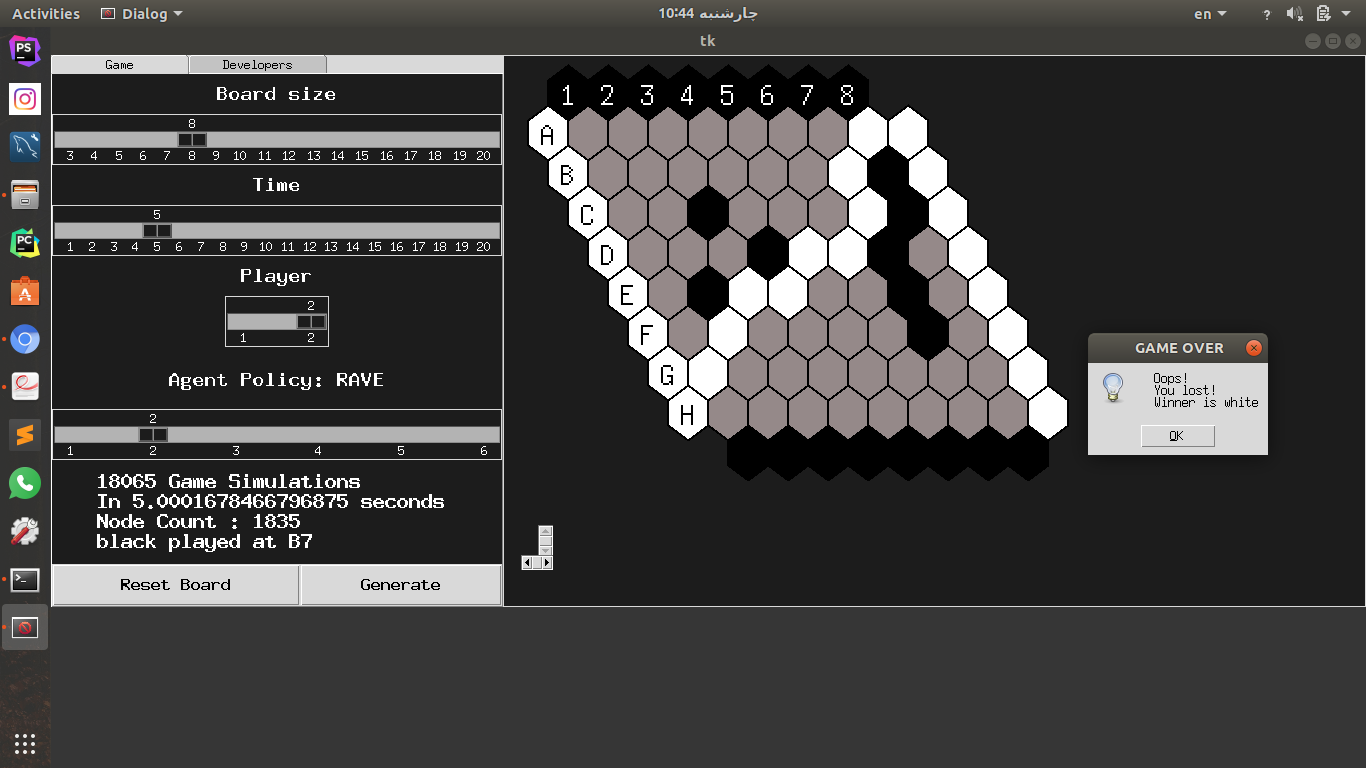 Activities
Dialog
10:44 چارشنبه
en
?
tk
PS
PC
Game
Developers
Board size
8
3 4 5 6 7 8 9 10 11 12 13 14 15 16 17 18 19 20
Time
5
1 2 3 4 5 6 7 8 9 10 11 12 13 14 15 16 17 18 19 20
Player
2
1 2
Agent Policy: RAVE
2
1 2 3 4 5 6
18065 Game Simulations
In 5.0001678466796875 seconds
Node Count : 1835
black played at B7
Reset Board
Generate
1 2 3 4 5 6 7 8
A
B
C
D
E
F
G
H
GAME OVER
Oops!
You lost!
Winner is white
OK